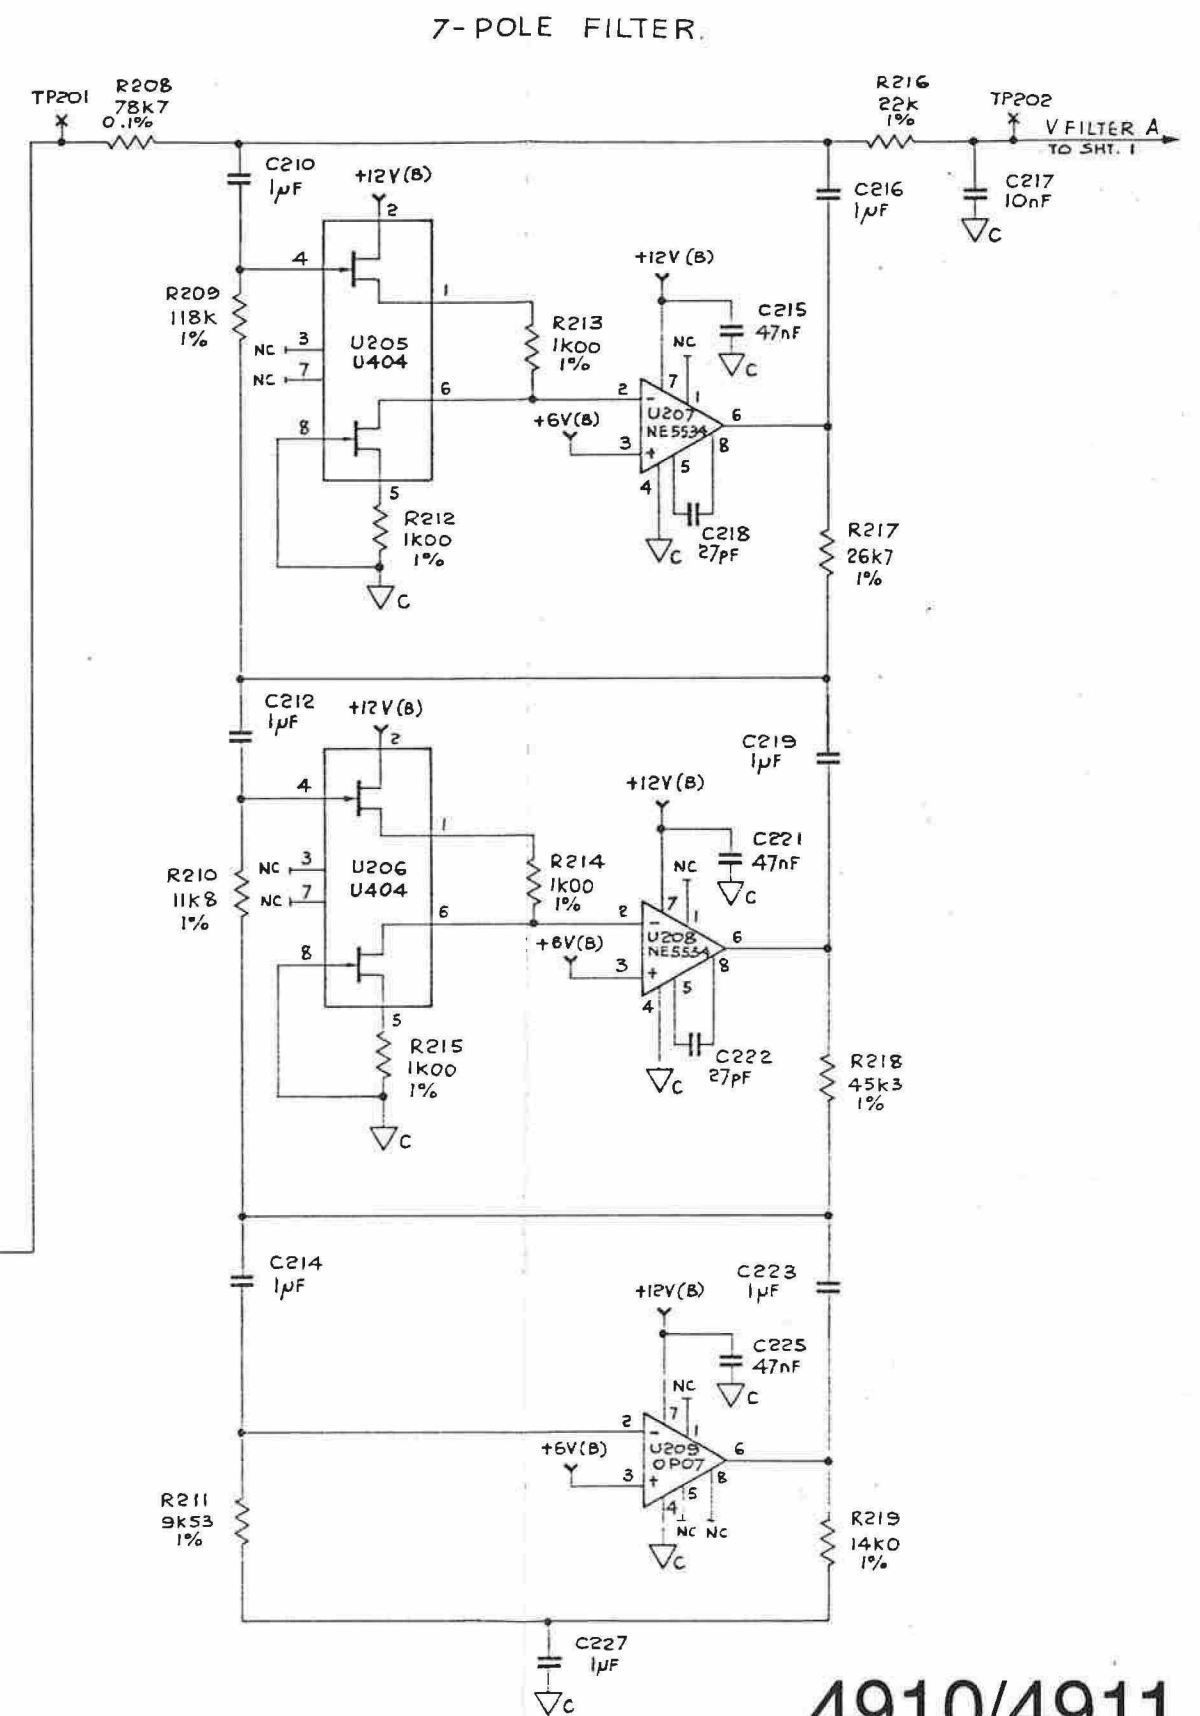 7-POLE FILTER.
TP201
R208
78K7
0.1%
R216
22K
1%
TP202
V FILTER A
TO SHT. 1
C210
1µF
+12V(B)
2
C216
1µF
C217
10nF
C
4
1
R209
118K
1%
NC 3
NC 7
U205
U404
R213
1K00
1%
+12V(B)
C215
47nF
C
NC
6
2
7
1
-
U207
NE5534
6
+6V(B)
3
+
8
5
4
8
5
R212
1K00
1%
C
C218
27pF
C
R217
26K7
1%
C212
1µF
+12V(B)
2
C219
1µF
4
1
+12V(B)
C221
47nF
C
NC
R210
11K8
1%
NC 3
NC 7
U206
U404
R214
1K00
1%
6
2
7
1
-
U208
NE5534
6
+6V(B)
3
+
8
5
4
8
5
R215
1K00
1%
C
C222
27pF
C
R218
45K3
1%
C214
1µF
+12V(B)
C223
1µF
C225
47nF
C
NC
2
7
1
-
U209
OP07
6
+6V(B)
3
+
8
5
4
NC NC
C
R211
9K53
1%
R219
14K0
1%
C227
1µF
C
4910/4911